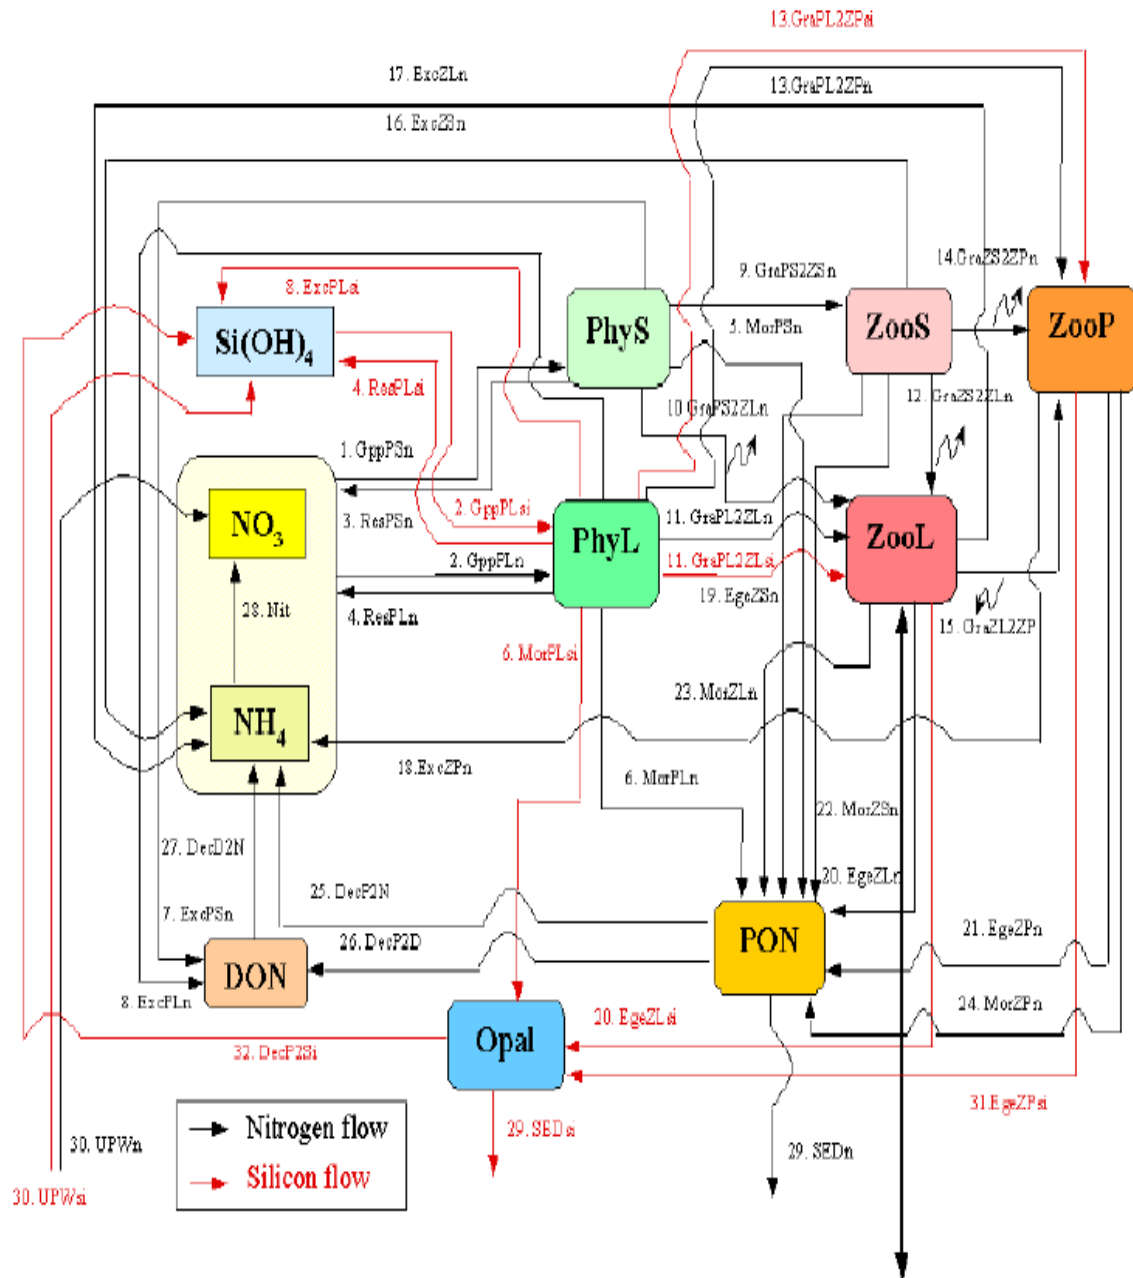 13.GraPL2ZPsi
17. ExcZLn
13.GraPL2ZPn
16. ExcZSn
9. GraPS2ZSn
14.GraZS2ZPn
8. ExcPLsi
PhyS
ZooS
ZooP
5. MorPSn
Si(OH)4
4. ResPLsi
10 GraPS2ZLn
12. GraZS2ZLn
1. GppPSn
NO3
2. GppPLsi
3. ResPSn
PhyL
11. GraPL2ZLn
ZooL
2. GppPLn
11. GraPL2ZLsi
19. EgeZSn
28. Nit
4. ResPLn
15. GraZL2ZP
6. MorPLsi
23. MorZLn
NH4
18.ExcZPn
6. MorPLn
22. MorZSn
27. DecD2N
20. EgeZLn
25. DecP2N
7. ExcPSn
26. DecP2D
PON
21. EgeZPn
DON
8. ExcPLn
24. MorZPn
20. EgeZLsi
Opal
32. DecP2Si
31.EgeZPsi
Nitrogen flow
29. SEDsi
30. UPWn
29. SEDn
Silicon flow
30. UPWsi